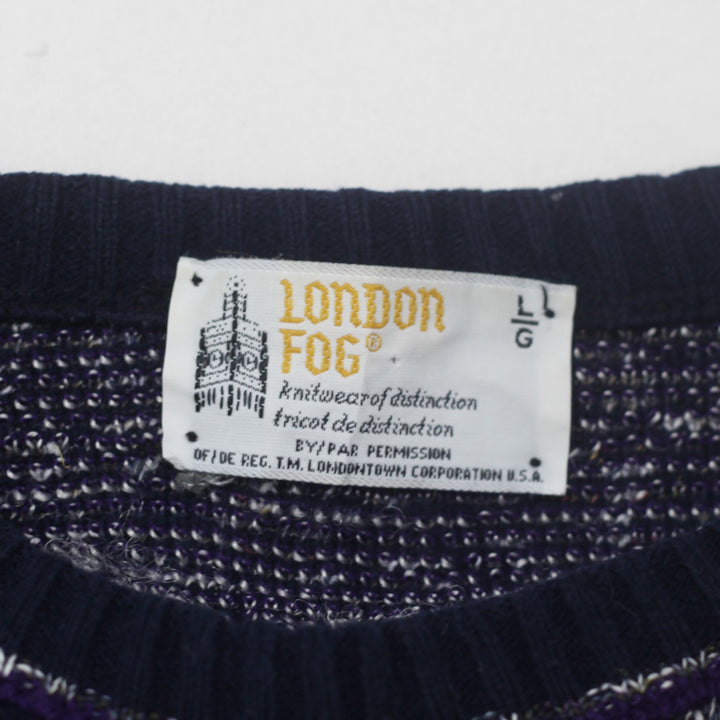 LONDON
FOG®
knitwear of distinction
tricot de distinction
BY/PAR PERMISSION
OF/DE REG. T.M. LONDONTOWN CORPORATION U.S.A.
L/G